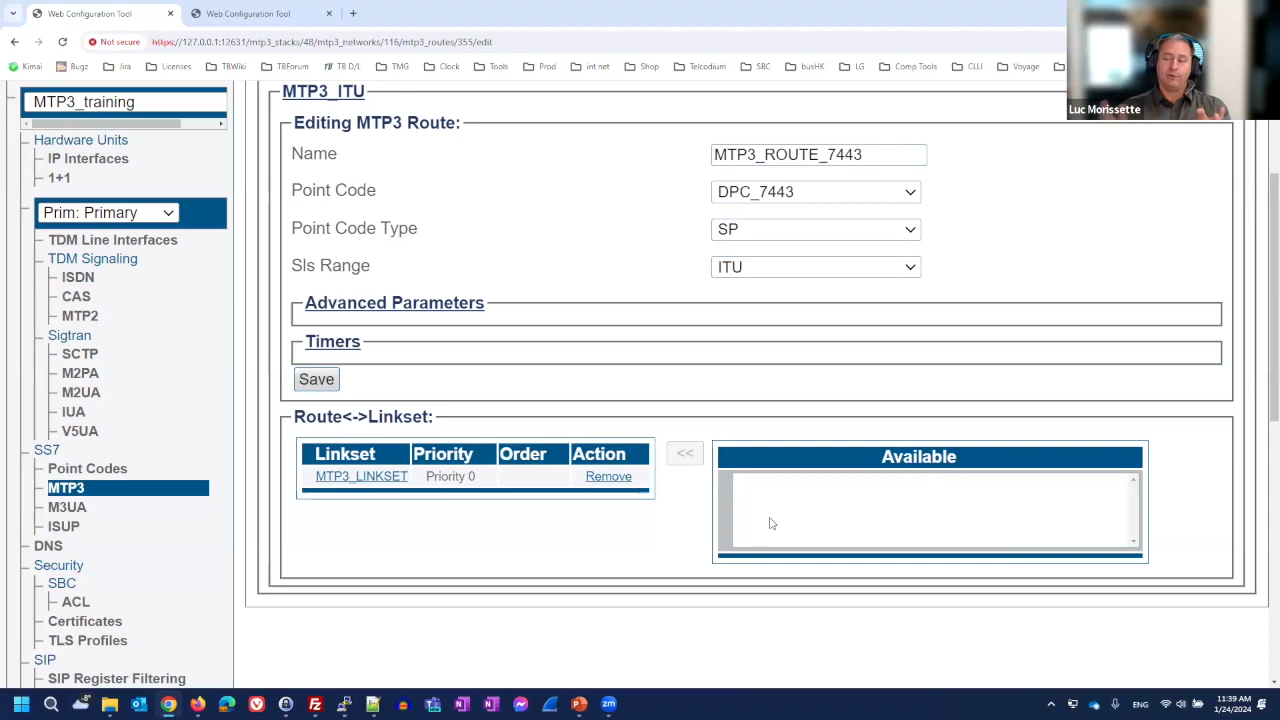 Web Configuration Tool
Web Configuration Tool
Not secure
https://127.0.0.1:12631/mtp3_stacks/48/mtp3_networks/116/mtp3_routes/355/edit
Kimai
Bugz
Jira
Licenses
TBWiki
TBForum
TB D/L
TMG
Clock
Tools
Prod
int net
Shop
Telcodium
SBC
busHK
LG
Comp Tools
CLLI
Voyage
Luc Morissette
MTP3_training
Hardware Units
IP Interfaces
1+1
Prim: Primary
TDM Line Interfaces
TDM Signaling
ISDN
CAS
MTP2
Sigtran
SCTP
M2PA
M2UA
IUA
V5UA
SS7
Point Codes
MTP3
M3UA
ISUP
DNS
Security
SBC
ACL
Certificates
TLS Profiles
SIP
SIP Register Filtering
MTP3_ITU
Editing MTP3 Route:
Name
MTP3_ROUTE_7443
Point Code
DPC_7443
Point Code Type
SP
Sls Range
ITU
Advanced Parameters
Timers
Save
Route<->Linkset:
Linkset Priority Order Action
MTP3_LINKSET Priority 0 Remove
<<
Available
ENG
11:39 AM
1/24/2024